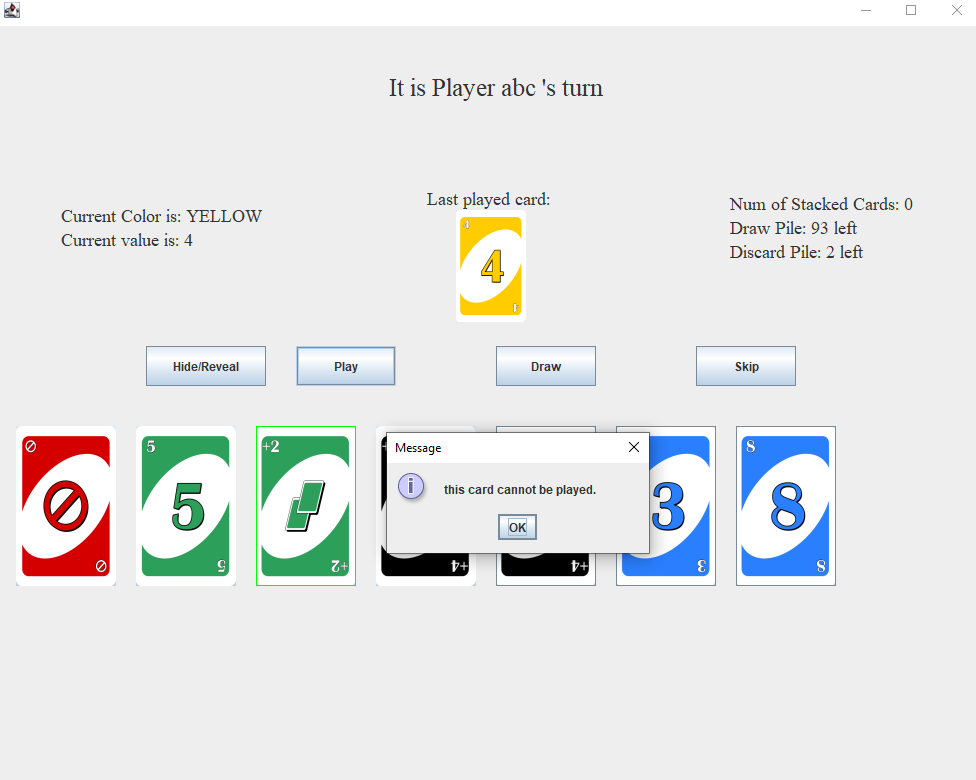 It is Player abc 's turn
Current Color is: YELLOW
Current value is: 4
Last played card:
4
4
4
Num of Stacked Cards: 0
Draw Pile: 93 left
Discard Pile: 2 left
Hide/Reveal
Play
Draw
Skip
5
+2
8
Message
this card cannot be played.
OK
5
3
8
5
+2
+4
+4
3
8